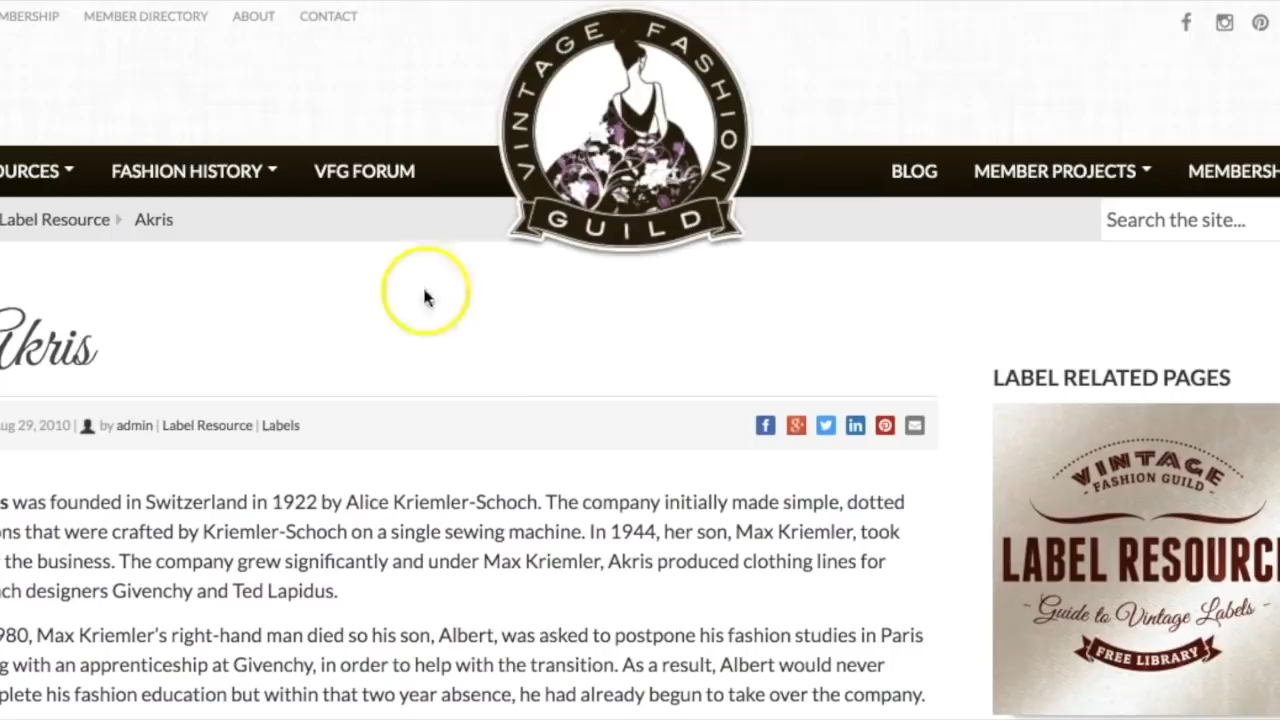 MEMBER DIRECTORY ABOUT CONTACT
VINTAGE FASHION
GUILD
FASHION HISTORY VFG FORUM BLOG MEMBER PROJECTS
Label Resource Akris Search the site...
Akris
LABEL RELATED PAGES
29, 2010 | by admin | Label Resource | Labels
was founded in Switzerland in 1922 by Alice Kriemler-Schoch. The company initially made simple, dotted
that were crafted by Kriemler-Schoch on a single sewing machine. In 1944, her son, Max Kriemler, took
the business. The company grew significantly and under Max Kriemler, Akris produced clothing lines for
designers Givenchy and Ted Lapidus.
980, Max Kriemler's right-hand man died so his son, Albert, was asked to postpone his fashion studies in Paris
with an apprenticeship at Givenchy, in order to help with the transition. As a result, Albert would never
his fashion education but within that two year absence, he had already begun to take over the company.
VINTAGE
- FASHION GUILD -
LABEL RESOURC
- Guide to Vintage Labels -
FREE LIBRARY